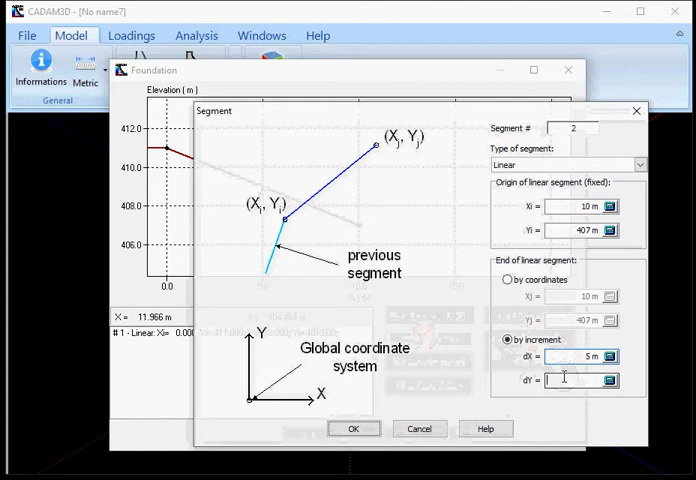 CADAM3D - [No name7]
File Model Loadings Analysis Windows Help
Informations Metric
General
Foundation
Elevation ( m )
412.0
410.0
408.0
406.0
0.0
X = 11.966 m
# 1 - Linear: Xi= 0.000
Segment
(Xj, Yj)
(Xi, Yi)
previous
segment
Y
Global coordinate
system
X
Segment # 2
Type of segment:
Linear
Origin of linear segment (fixed):
Xi = 10 m
Yi = 407 m
End of linear segment:
by coordinates
Xj = 10 m
Yj = 407 m
by increment
dX = 5 m
dY =
OK Cancel Help